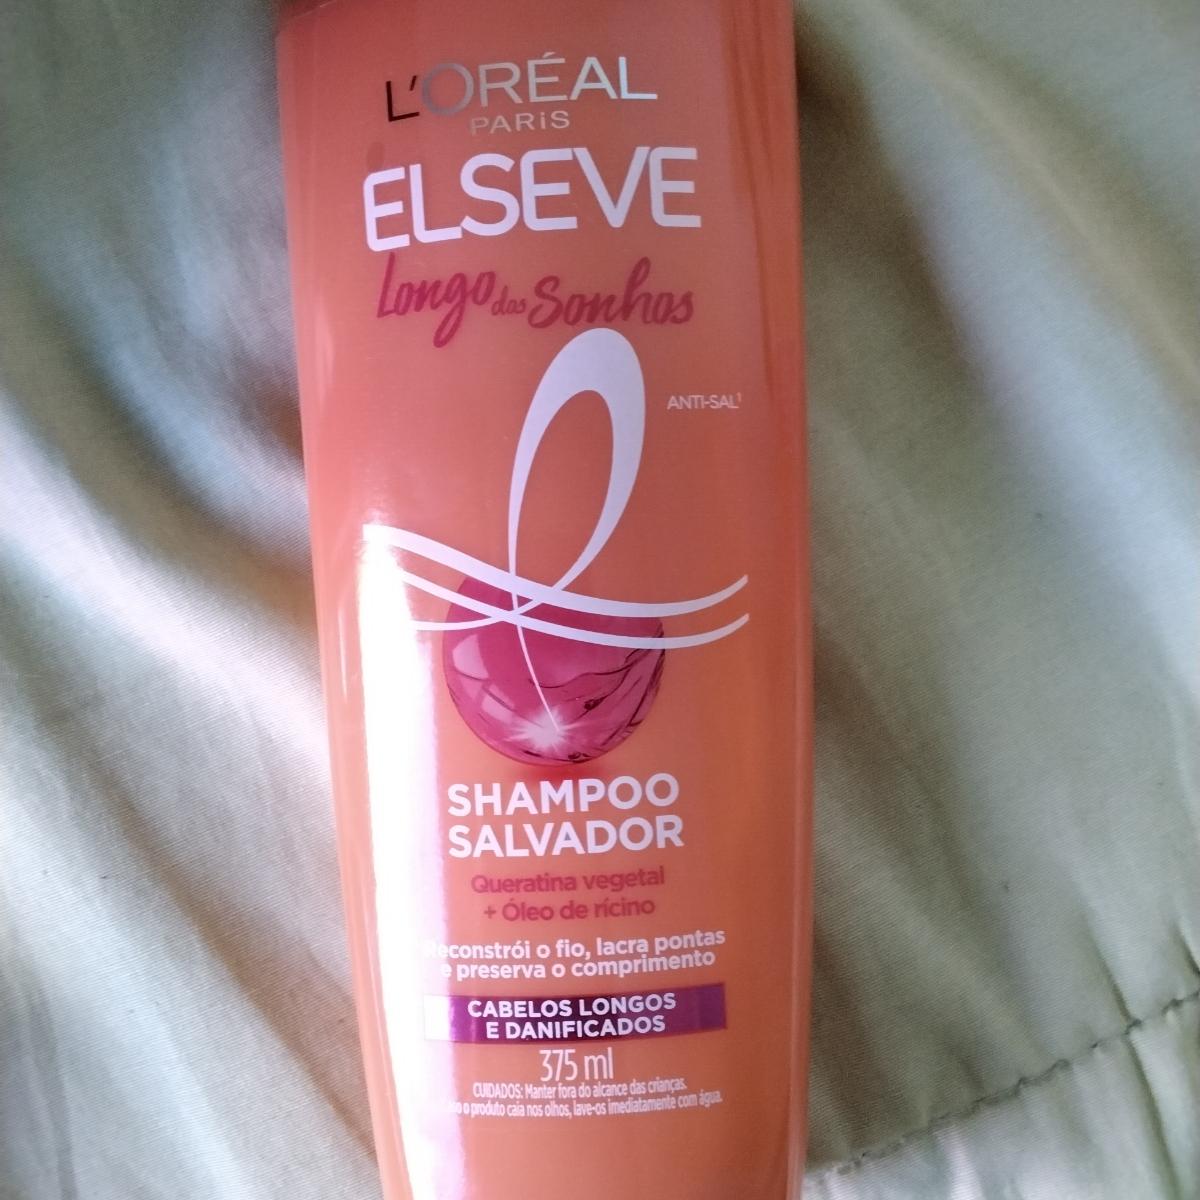 L'ORÉAL
PARiS
ELSEVE
Longo dos Sonhos
ANTI-SAL¹
SHAMPOO
SALVADOR
Queratina vegetal
+ Óleo de rícino
Reconstrói o fio, lacra pontas
e preserva o comprimento
CABELOS LONGOS
E DANIFICADOS
375 ml
CUIDADOS: Manter fora do alcance das crianças.
o produto caia nos olhos, lave-os imediatamente com água.